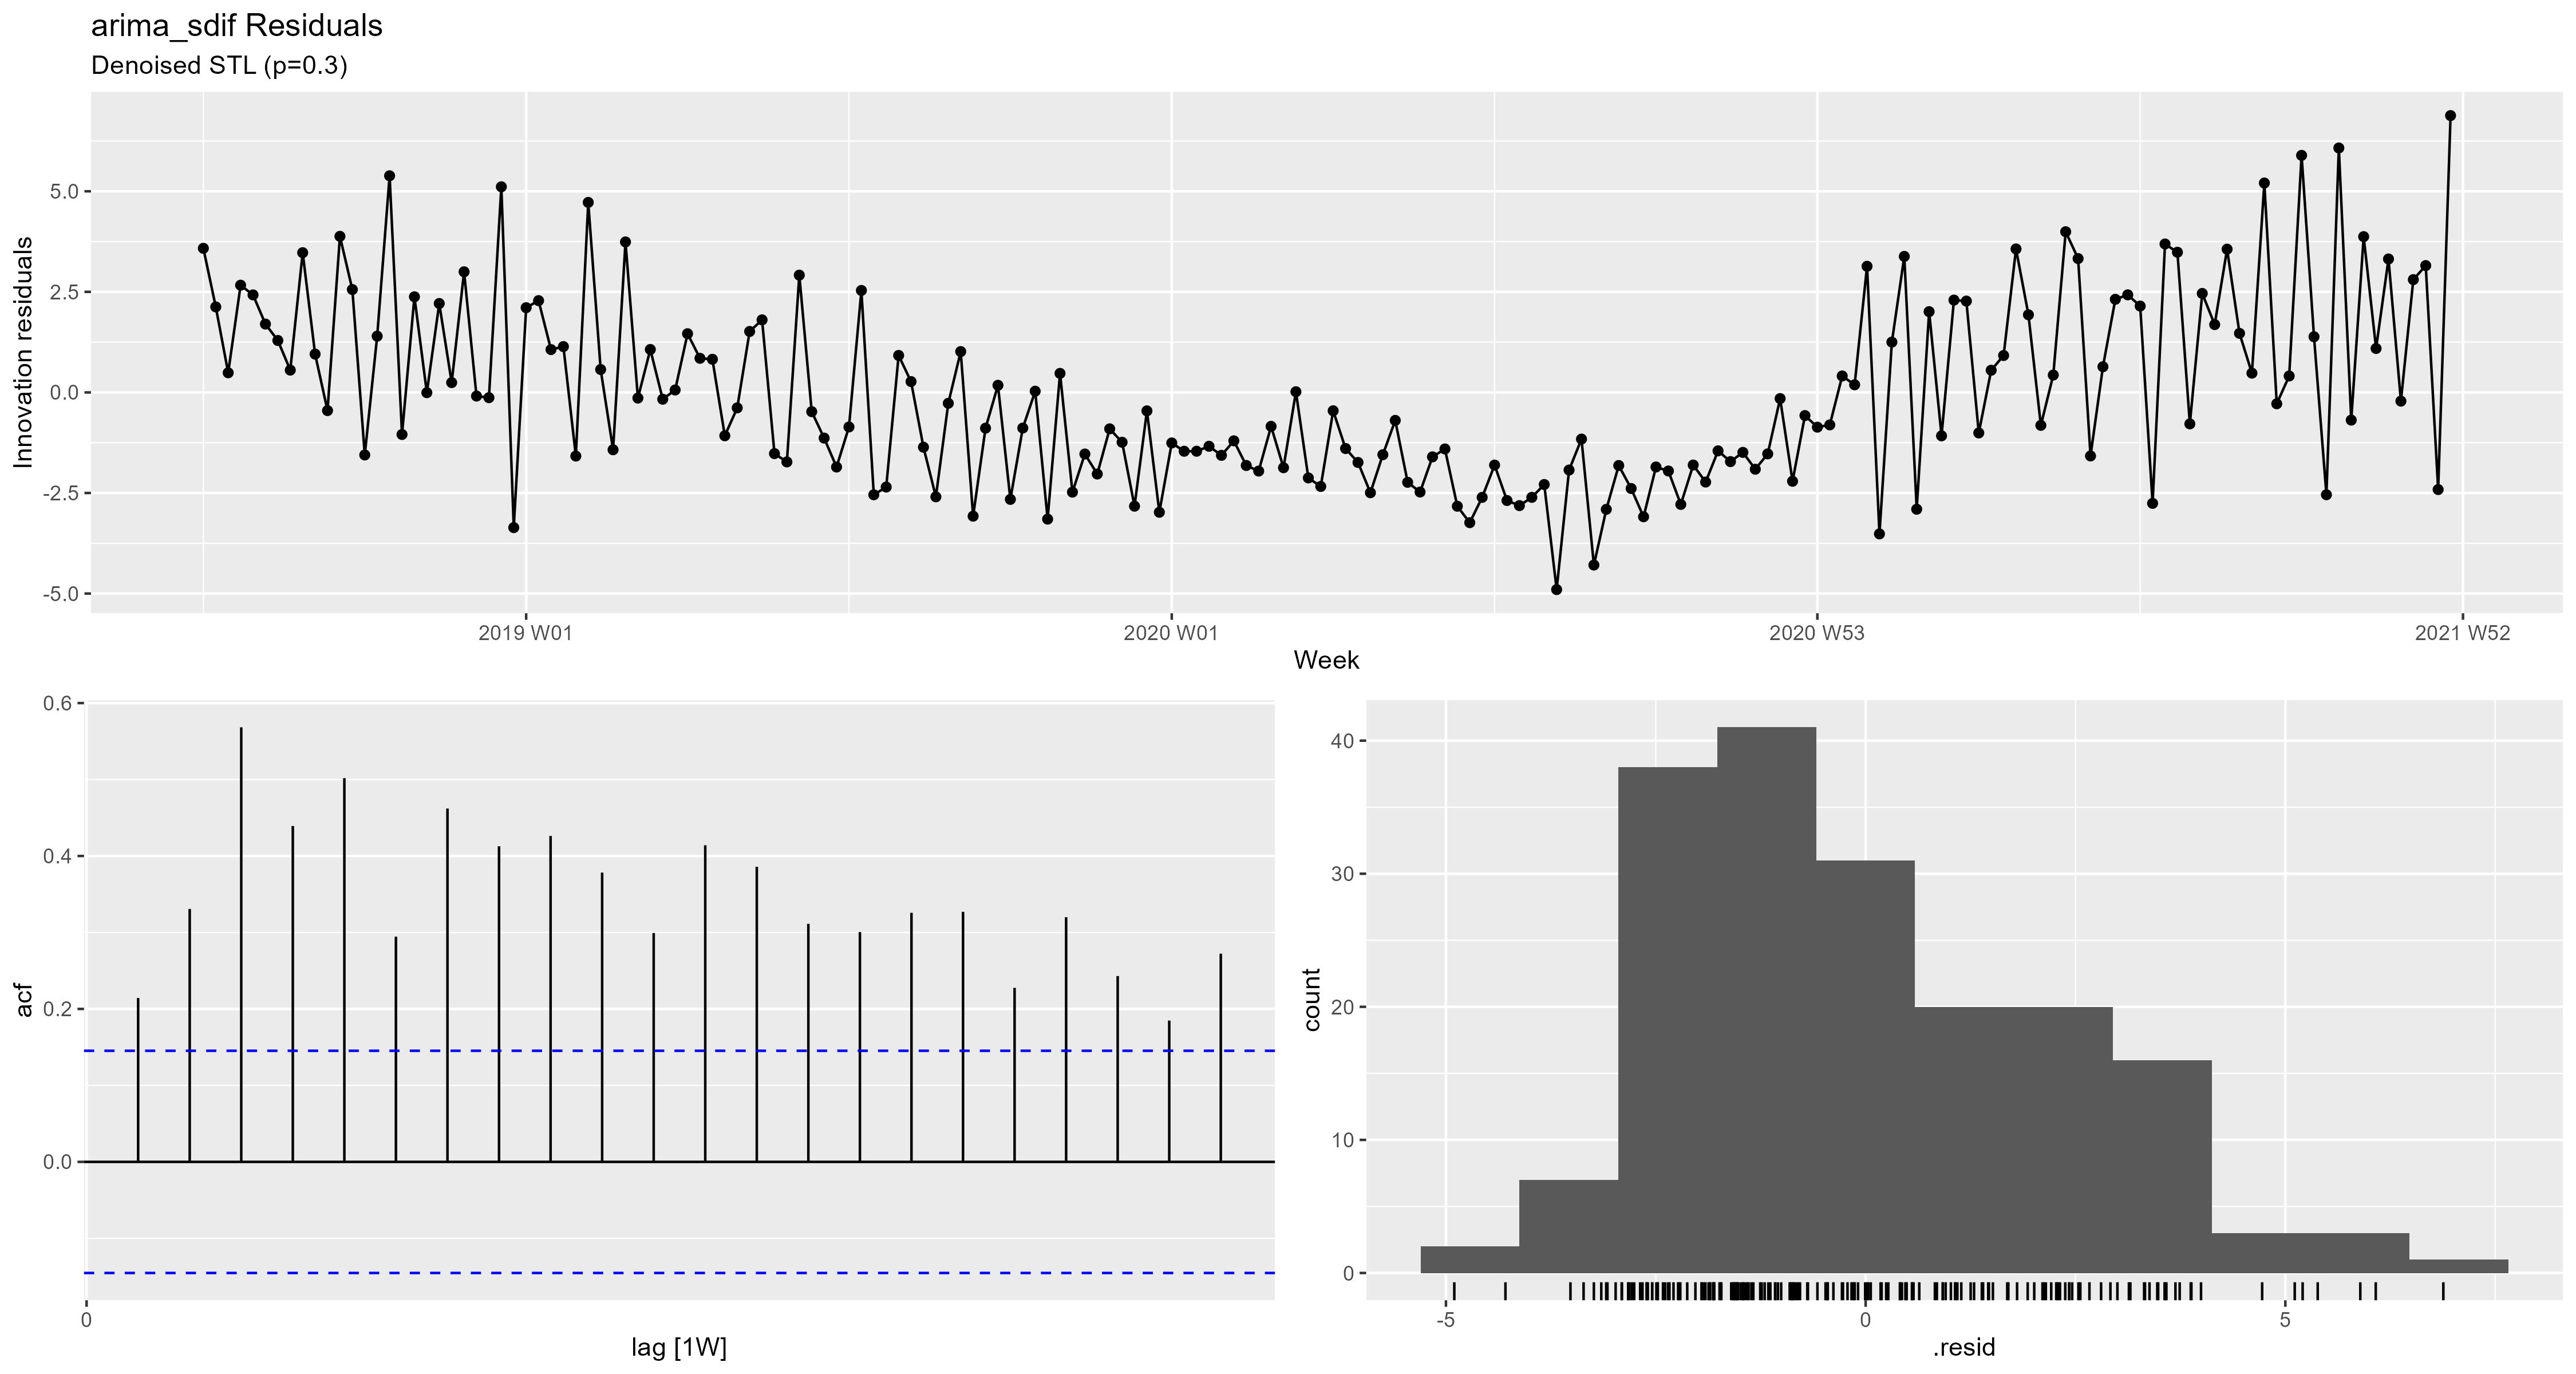 arima_sdif Residuals
Denoised STL (p=0.3)
Innovation residuals
5.0
2.5
0.0
-2.5
-5.0
2019 W01
2020 W01
2020 W53
2021 W52
Week
acf
0.6
0.4
0.2
0.0
0
lag [1W]
count
40
30
20
10
0
-5
0
5
.resid